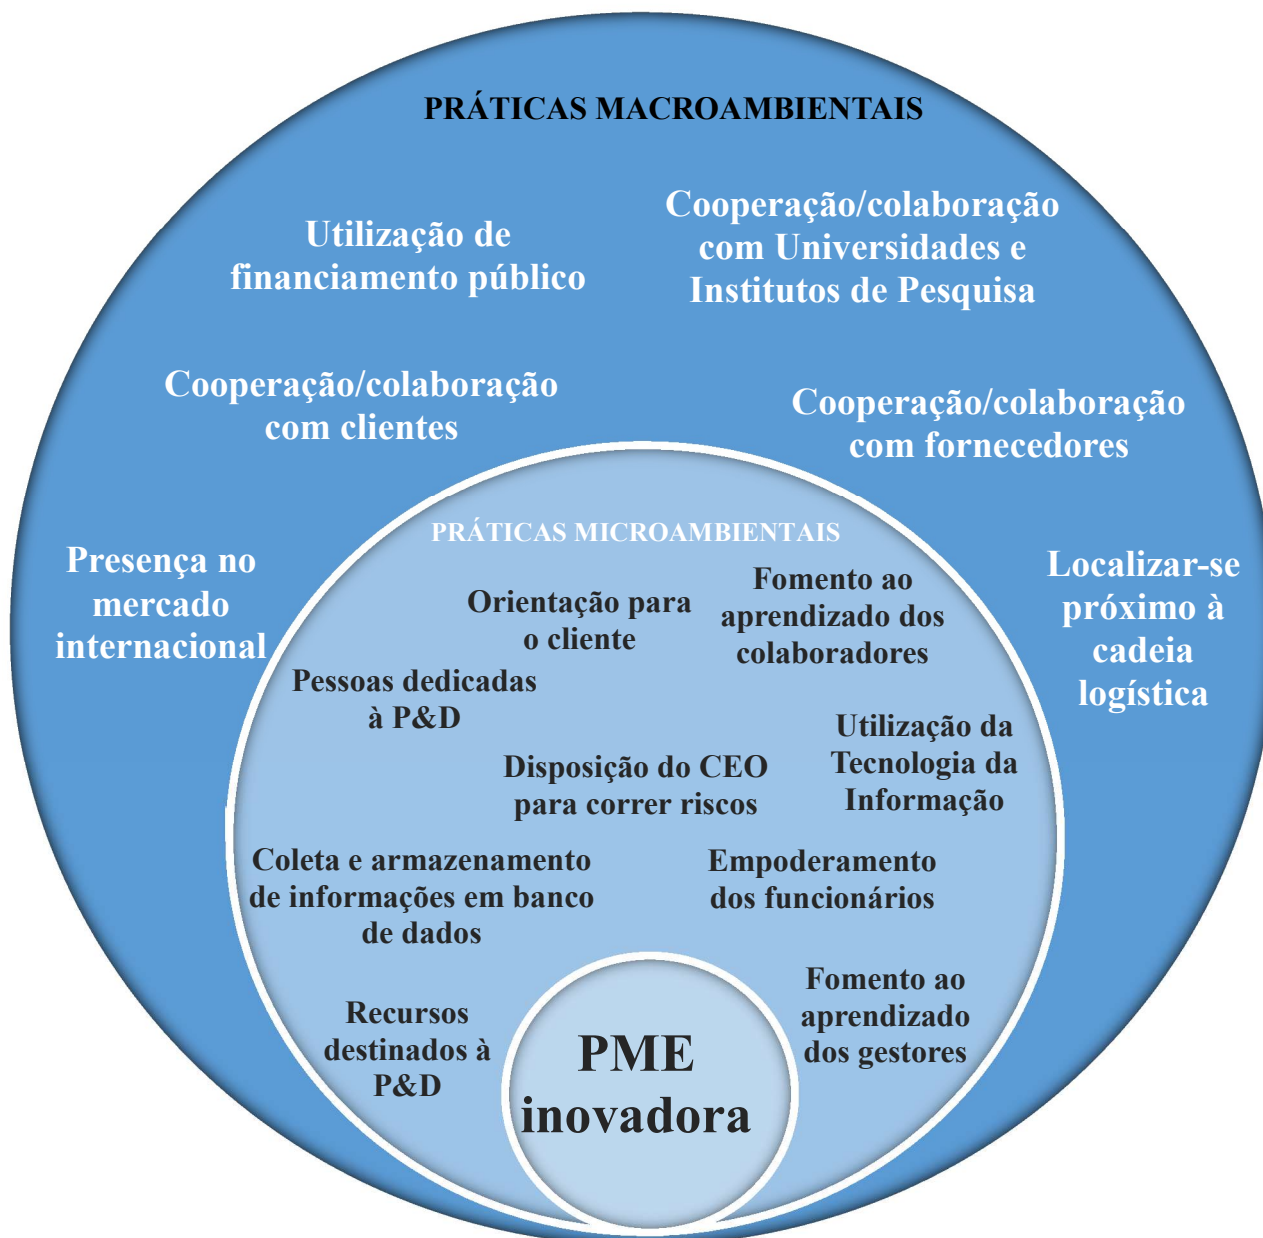 PRÁTICAS MACROAMBIENTAIS
Utilização de
financiamento público
Cooperação/colaboração
com Universidades e
Institutos de Pesquisa
Cooperação/colaboração
com clientes
Cooperação/colaboração
com fornecedores
Presença no
mercado
internacional
Localizar-se
próximo à
cadeia
logística
PRÁTICAS MICROAMBIENTAIS
Orientação para
o cliente
Fomento ao
aprendizado dos
colaboradores
Pessoas dedicadas
à P&D
Disposição do CEO
para correr riscos
Utilização da
Tecnologia da
Informação
Coleta e armazenamento
de informações em banco
de dados
Empoderamento
dos funcionários
Recursos
destinados à
P&D
Fomento ao
aprendizado
dos gestores
PME
inovadora